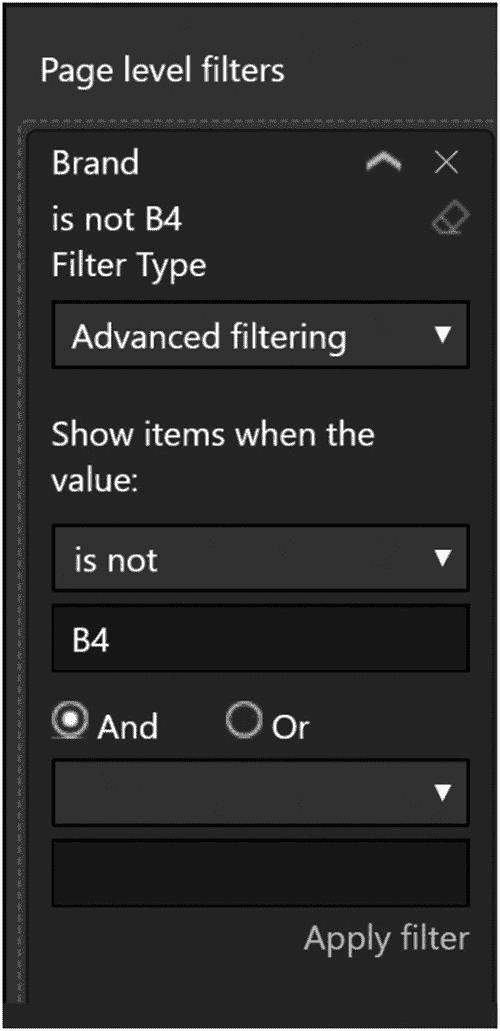 Page level filters
Brand
is not B4
Filter Type
Advanced filtering
Show items when the
value:
is not
B4
And Or
Apply filter